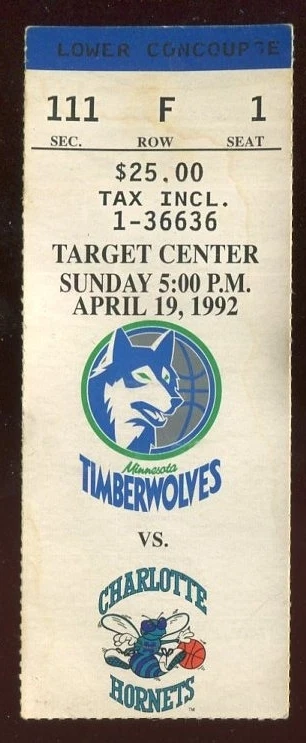 LOWER CONCOURSE
111 F 1
SEC. ROW SEAT
$25.00
TAX INCL.
1-36636
TARGET CENTER
SUNDAY 5:00 P.M.
APRIL 19, 1992
Minnesota
TIMBERWOLVES
VS.
CHARLOTTE
HORNETS
TM